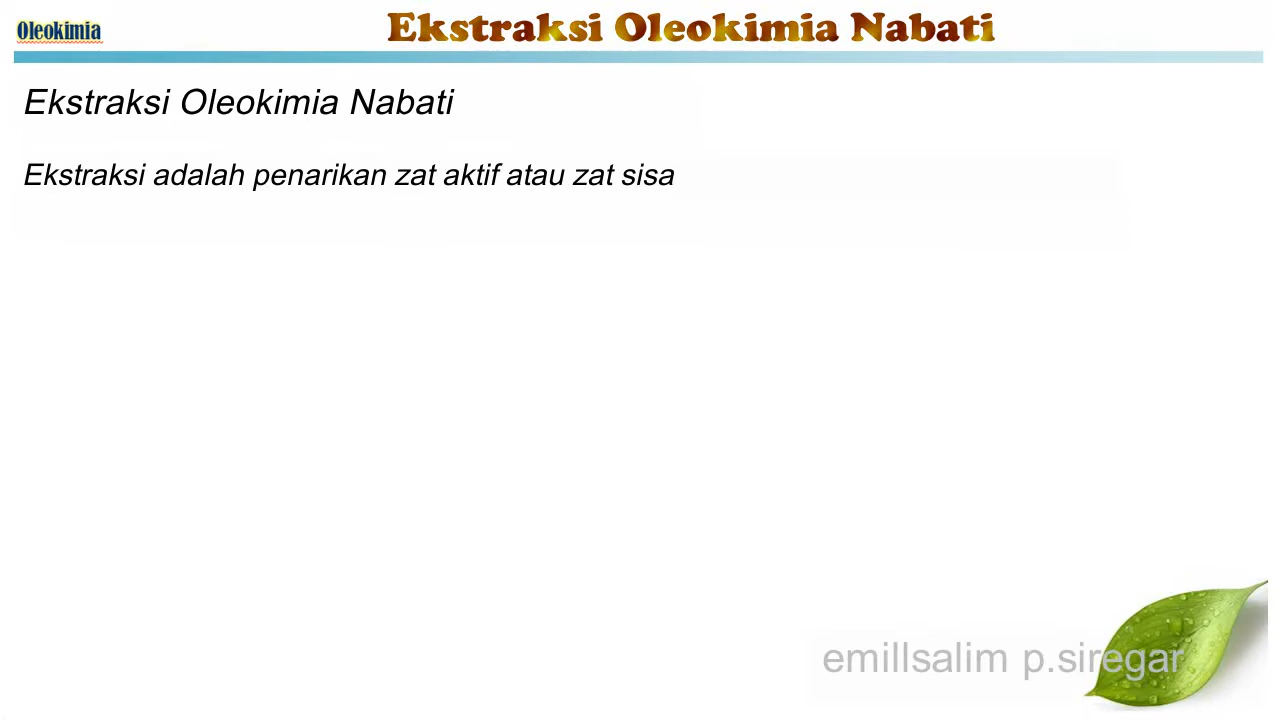 Oleokimia
Ekstraksi Oleokimia Nabati
Ekstraksi Oleokimia Nabati
Ekstraksi adalah penarikan zat aktif atau zat sisa
emillsalim p.siregar